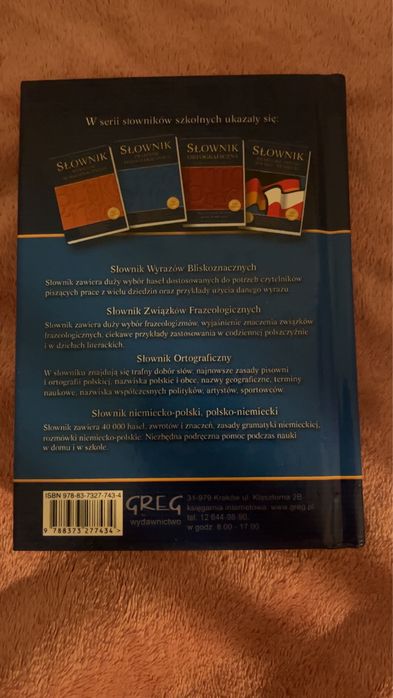 W serii słowników szkolnych ukazały się:
SŁOWNIK
SŁOWNIK
SŁOWNIK
ORTOGRAFICZNY
SŁOWNIK
Słownik Wyrazów Bliskoznacznych
Słownik zawiera duży wybór haseł dostosowanych do potrzeb czytelników
piszących prace z wielu dziedzin oraz przykłady użycia danego wyrazu.
Słownik Związków Frazeologicznych
Słownik zawiera duży wybór frazeologizmów, wyjaśnienie znaczenia związków
frazeologicznych, ciekawe przykłady zastosowania w codziennej polszczyźnie
i w dziełach literackich.
Słownik Ortograficzny
W słowniku znajdują się trafny dobór słów, najnowsze zasady pisowni
i ortografii polskiej, nazwiska polskie i obce, nazwy geograficzne, terminy
naukowe, nazwiska współczesnych polityków, artystów, sportowców.
Słownik niemiecko-polski, polsko-niemiecki
Słownik zawiera 40 000 haseł, zwrotów i znaczeń, zasady gramatyki niemieckiej,
rozmówki niemiecko-polskie. Niezbędna podręczna pomoc podczas nauki
w domu i w szkole.
ISBN 978-83-7327-743-4
9 788373 277434 >
GREG
wydawnictwo
31-979 Kraków ul. Klasztorna 2B
księgarnia internetowa: www.greg.pl
tel. 12 644-98-90,
w godz. 8.00 - 17.00